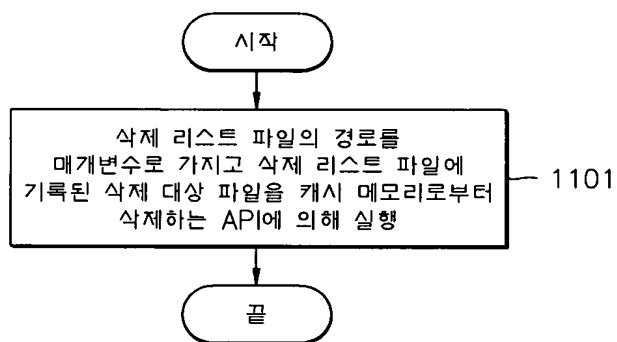 시작
삭제 리스트 파일의 경로를
매개변수로 가지고 삭제 리스트 파일에
기록된 삭제 대상 파일을 캐시 메모리로부터
삭제하는 API에 의해 실행
1101
끝